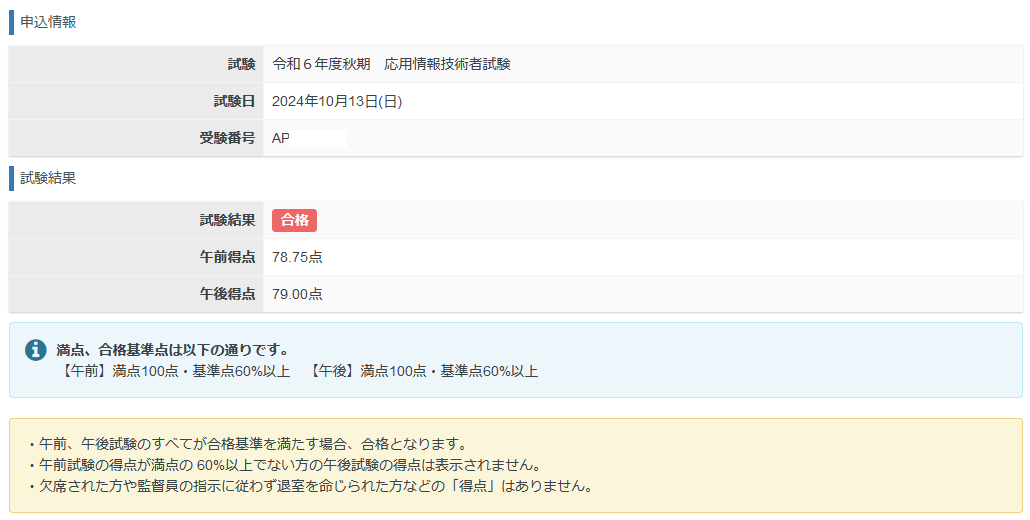 申込情報
試験 令和６年度秋期　応用情報技術者試験
試験日 2024年10月13日(日)
受験番号 AP
試験結果
試験結果 合格
午前得点 78.75点
午後得点 79.00点
満点、合格基準点は以下の通りです。
【午前】満点100点・基準点60%以上　【午後】満点100点・基準点60%以上
・午前、午後試験のすべてが合格基準を満たす場合、合格となります。
・午前試験の得点が満点の 60%以上でない方の午後試験の得点は表示されません。
・欠席された方や監督員の指示に従わず退室を命じられた方などの「得点」はありません。